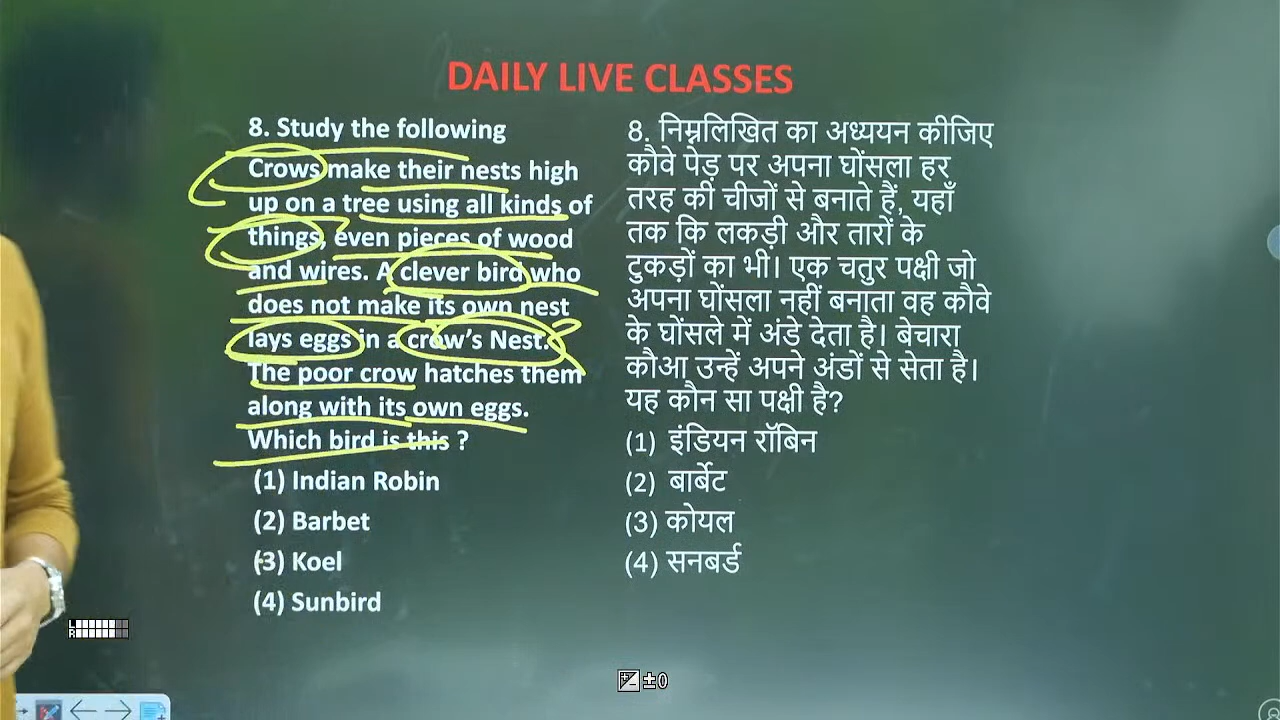 DAILY LIVE CLASSES
8. Study the following
Crows make their nests high
up on a tree using all kinds of
things, even pieces of wood
and wires. A clever bird who
does not make its own nest
lays eggs in a crow's Nest.
The poor crow hatches them
along with its own eggs.
Which bird is this ?
(1) Indian Robin
(2) Barbet
(3) Koel
(4) Sunbird
8. निम्नलिखित का अध्ययन कीजिए
कौवे पेड़ पर अपना घोंसला हर
तरह की चीजों से बनाते हैं, यहाँ
तक कि लकड़ी और तारों के
टुकड़ों का भी। एक चतुर पक्षी जो
अपना घोंसला नहीं बनाता वह कौवे
के घोंसले में अंडे देता है। बेचारा
कौआ उन्हें अपने अंडों से सेता है।
यह कौन सा पक्षी है?
(1) इंडियन रॉबिन
(2) बार्बेट
(3) कोयल
(4) सनबर्ड
L
R
±0